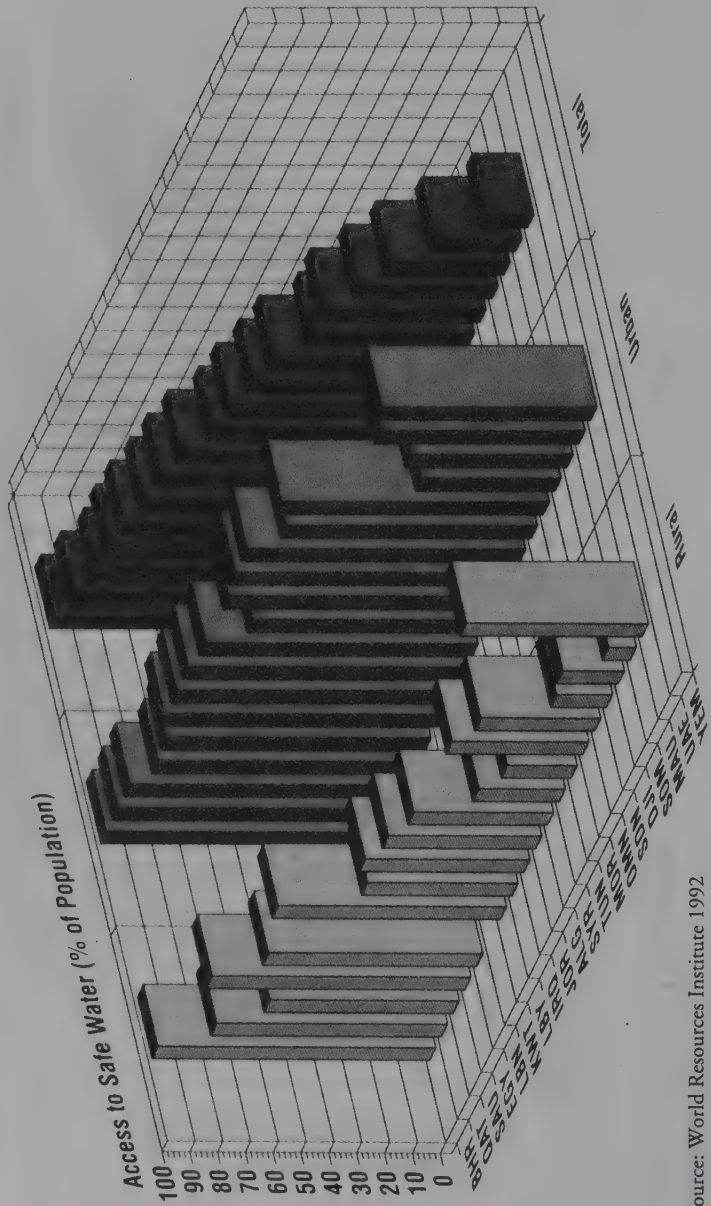 Access to Safe Water (% of Population)
100
90
80
70
60
50
40
30
20
10
0
BHR
QAT
SAU
EGY
LBN
KWT
LBY
IRQ
JOR
ALG
SYR
TUN
MOR
OMN
SDN
DJI
SOM
MAU
UAE
YEM
Rural
Urban
Total
ource: World Resources Institute 1992